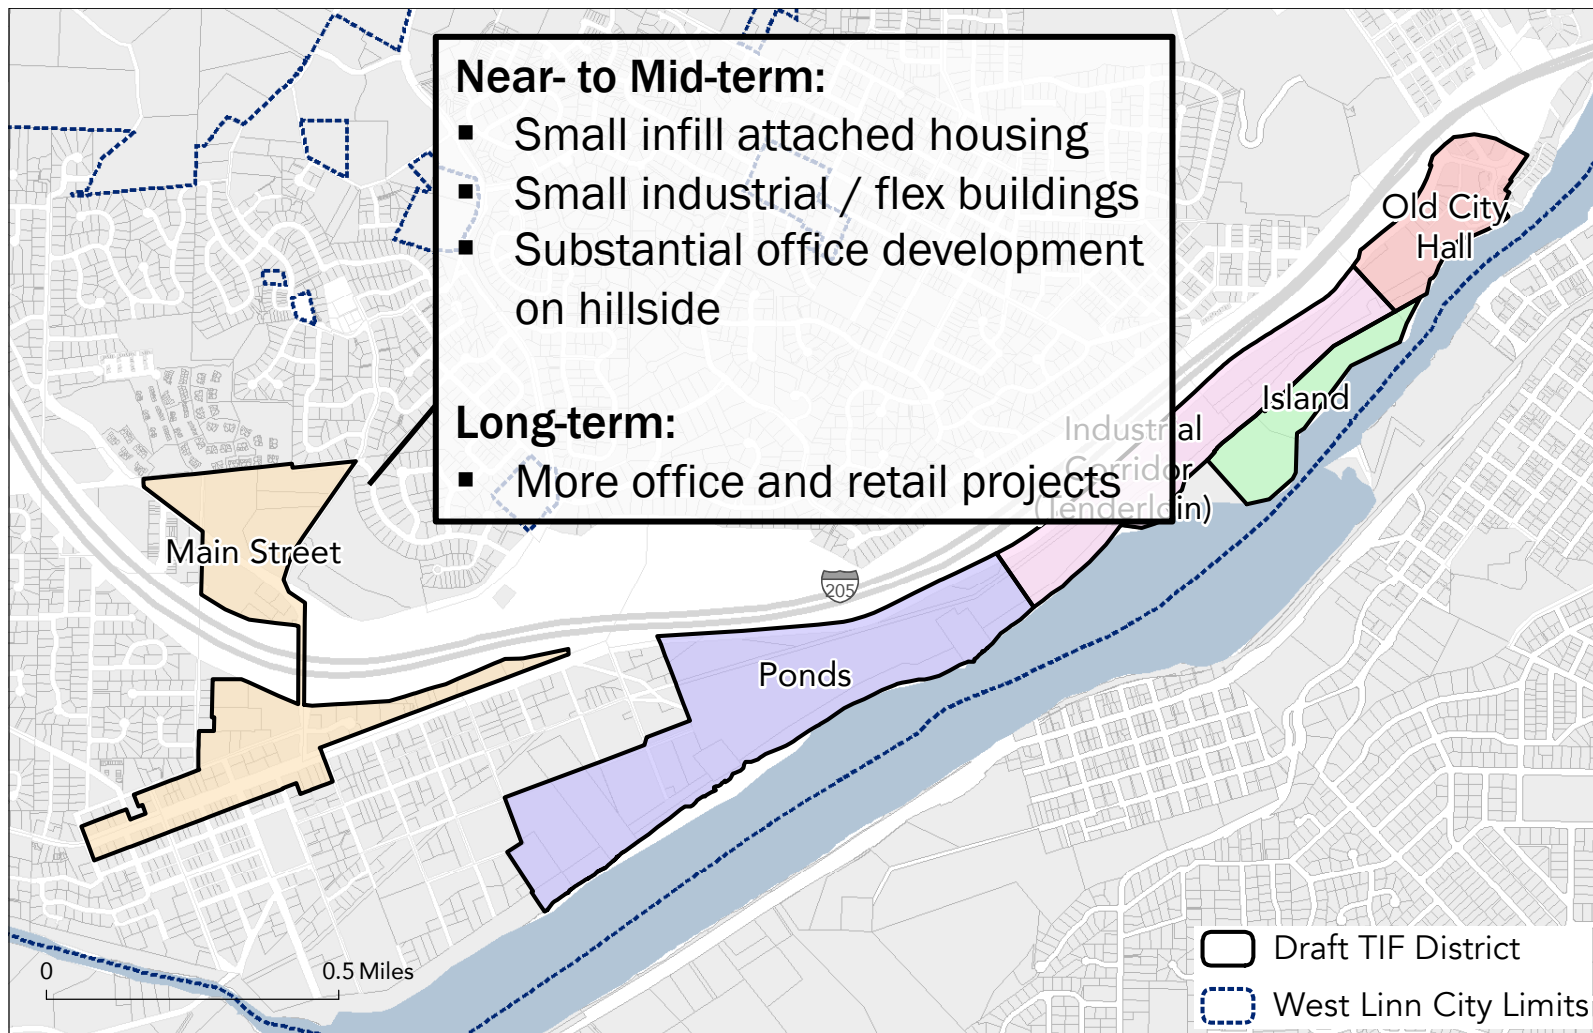 Near- to Mid-term:
▪ Small infill attached housing
▪ Small industrial / flex buildings
▪ Substantial office development
on hillside
Long-term:
▪ More office and retail projects
Old City
Hall
Island
Industrial
Corridor
(Tenderloin)
Main Street
205
Ponds
0 0.5 Miles
Draft TIF District
West Linn City Limits